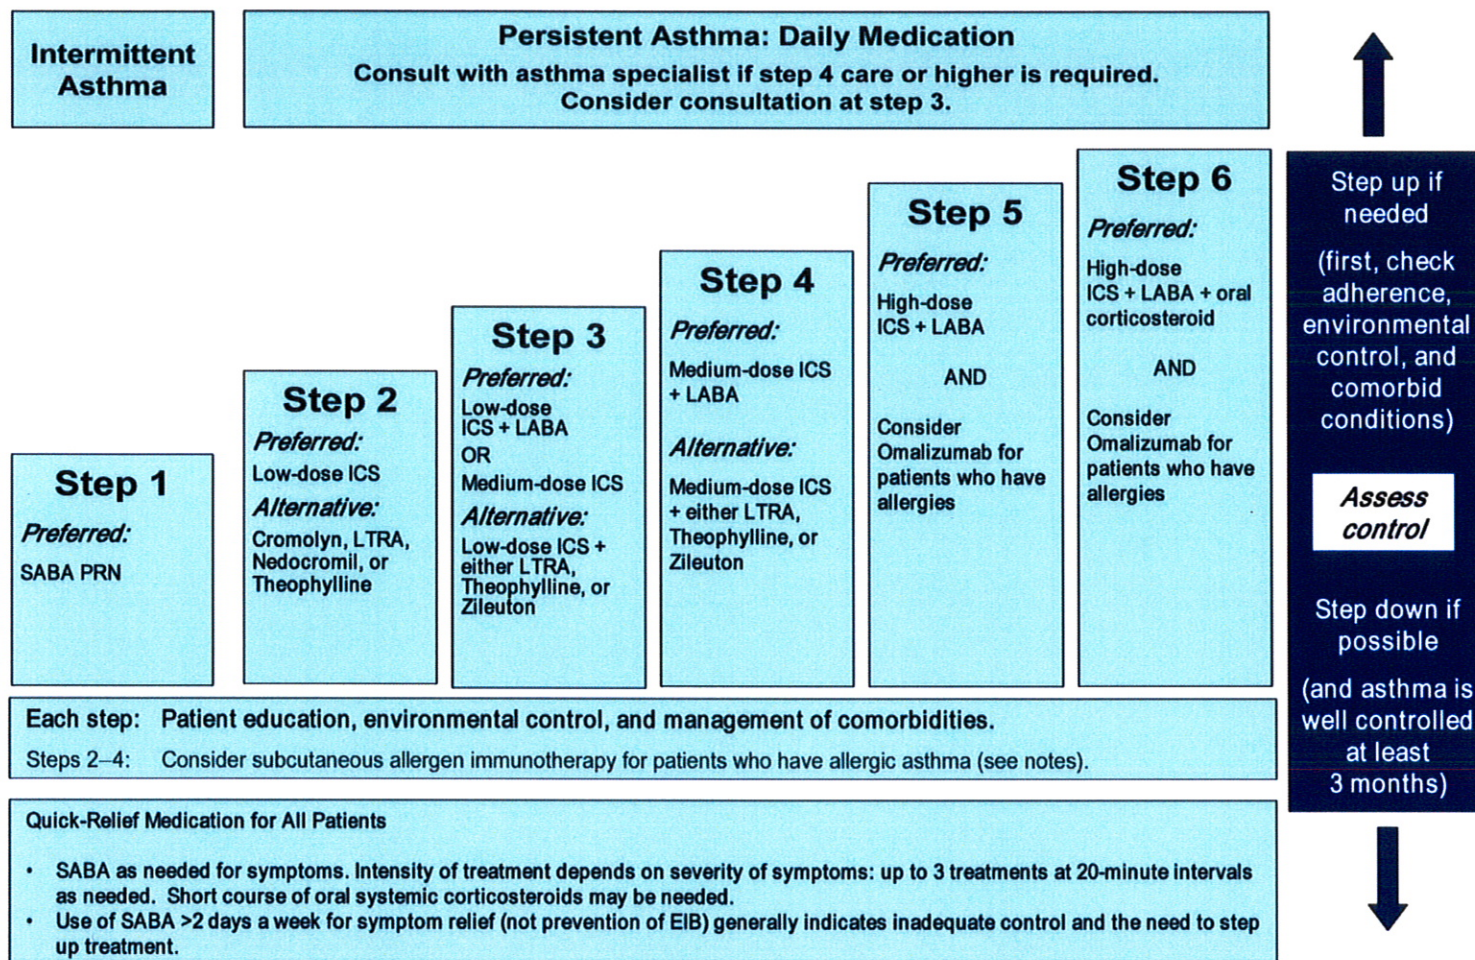 Intermittent
Asthma
Persistent Asthma: Daily Medication
Consult with asthma specialist if step 4 care or higher is required.
Consider consultation at step 3.
Step 1
Preferred:
SABA PRN
Step 2
Preferred:
Low-dose ICS
Alternative:
Cromolyn, LTRA,
Nedocromil, or
Theophylline
Step 3
Preferred:
Low-dose
ICS + LABA
OR
Medium-dose ICS
Alternative:
Low-dose ICS +
either LTRA,
Theophylline, or
Zileuton
Step 4
Preferred:
Medium-dose ICS
+ LABA
Alternative:
Medium-dose ICS
+ either LTRA,
Theophylline, or
Zileuton
Step 5
Preferred:
High-dose
ICS + LABA
AND
Consider
Omalizumab for
patients who have
allergies
Step 6
Preferred:
High-dose
ICS + LABA + oral
corticosteroid
AND
Consider
Omalizumab for
patients who have
allergies
Step up if
needed
(first, check
adherence,
environmental
control, and
comorbid
conditions)
Assess
control
Step down if
possible
(and asthma is
well controlled
at least
3 months)
Each step: Patient education, environmental control, and management of comorbidities.
Steps 2–4: Consider subcutaneous allergen immunotherapy for patients who have allergic asthma (see notes).
Quick-Relief Medication for All Patients
• SABA as needed for symptoms. Intensity of treatment depends on severity of symptoms: up to 3 treatments at 20-minute intervals
as needed. Short course of oral systemic corticosteroids may be needed.
• Use of SABA >2 days a week for symptom relief (not prevention of EIB) generally indicates inadequate control and the need to step
up treatment.